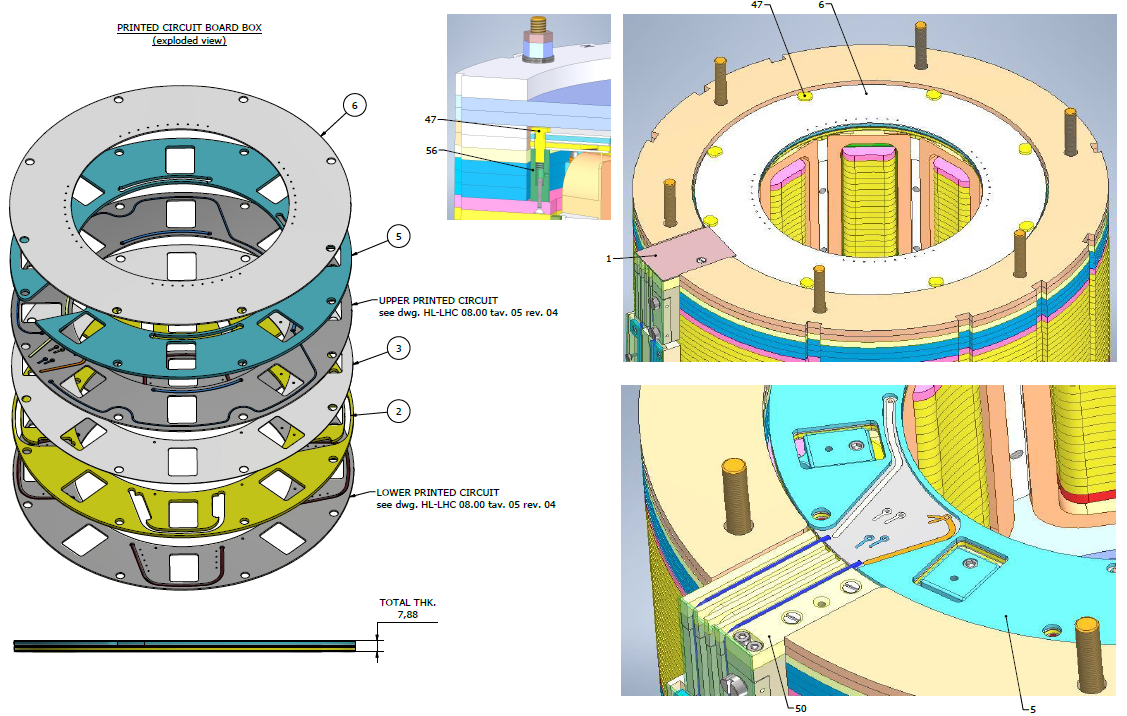 PRINTED CIRCUIT BOARD BOX
(exploded view)
6
5
UPPER PRINTED CIRCUIT
see dwg. HL-LHC 08.00 tav. 05 rev. 04
3
2
LOWER PRINTED CIRCUIT
see dwg. HL-LHC 08.00 tav. 05 rev. 04
TOTAL THK.
7,88
47
56
47
6
1
50
5